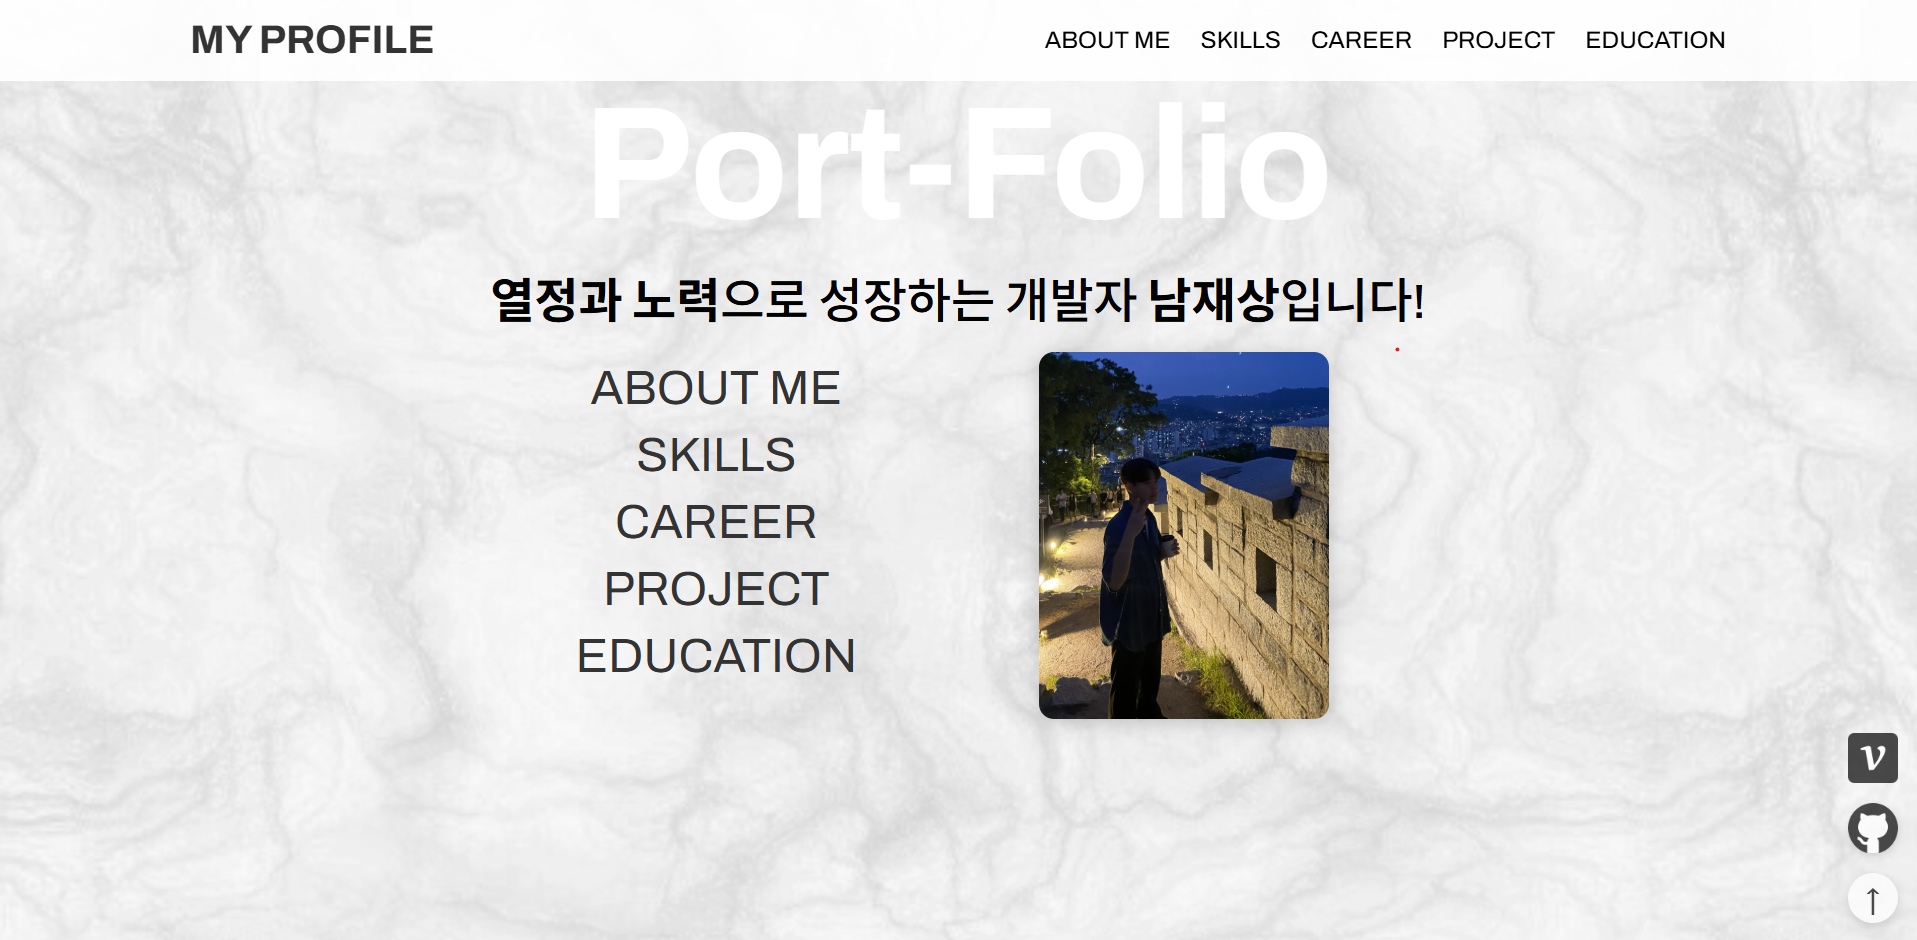 MY PROFILE
ABOUT ME SKILLS CAREER PROJECT EDUCATION
Port-Folio
열정과 노력으로 성장하는 개발자 남재상입니다!
ABOUT ME
SKILLS
CAREER
PROJECT
EDUCATION
v
↑